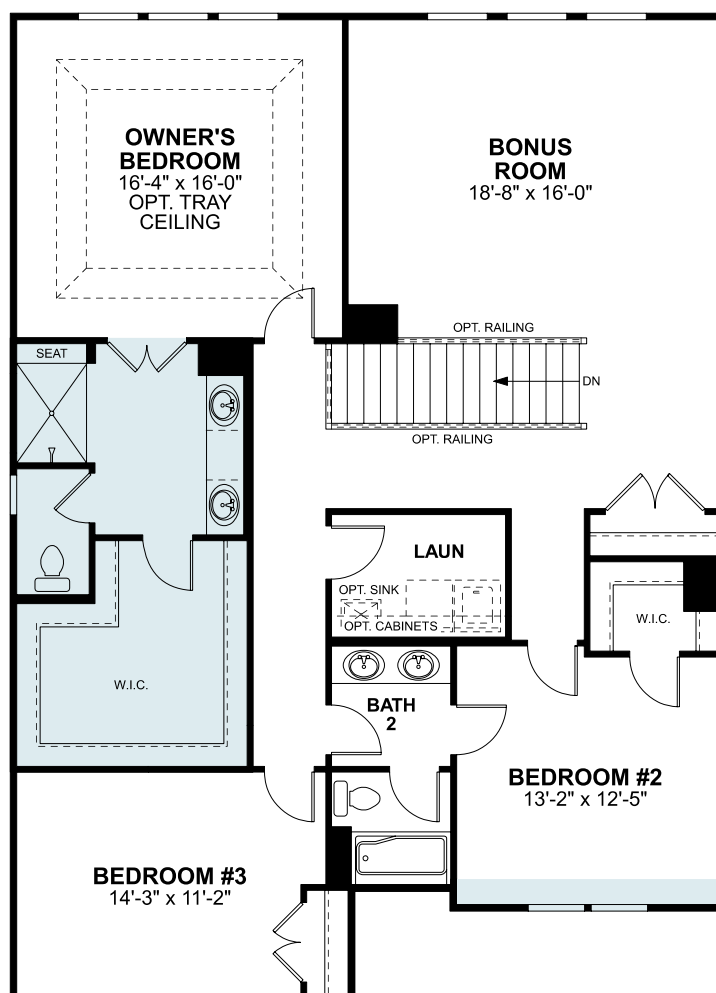 OWNER'S
BEDROOM
16'-4" x 16'-0"
OPT. TRAY
CEILING
BONUS
ROOM
18'-8" x 16'-0"
OPT. RAILING
SEAT
DN
OPT. RAILING
LAUN
OPT. SINK
OPT. CABINETS
W.I.C.
W.I.C.
BATH
2
BEDROOM #2
13'-2" x 12'-5"
BEDROOM #3
14'-3" x 11'-2"